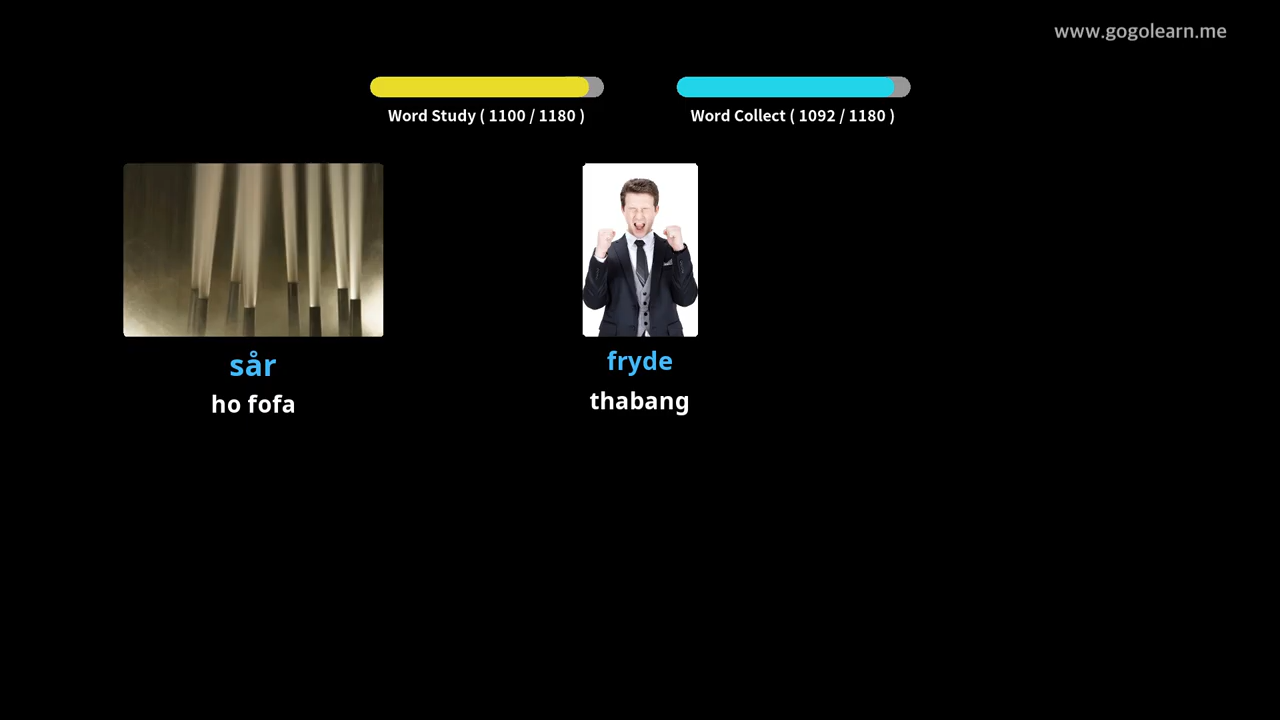 www.gogolearn.me
Word Study ( 1100 / 1180 )
Word Collect ( 1092 / 1180 )
sår
fryde
ho fofa
thabang